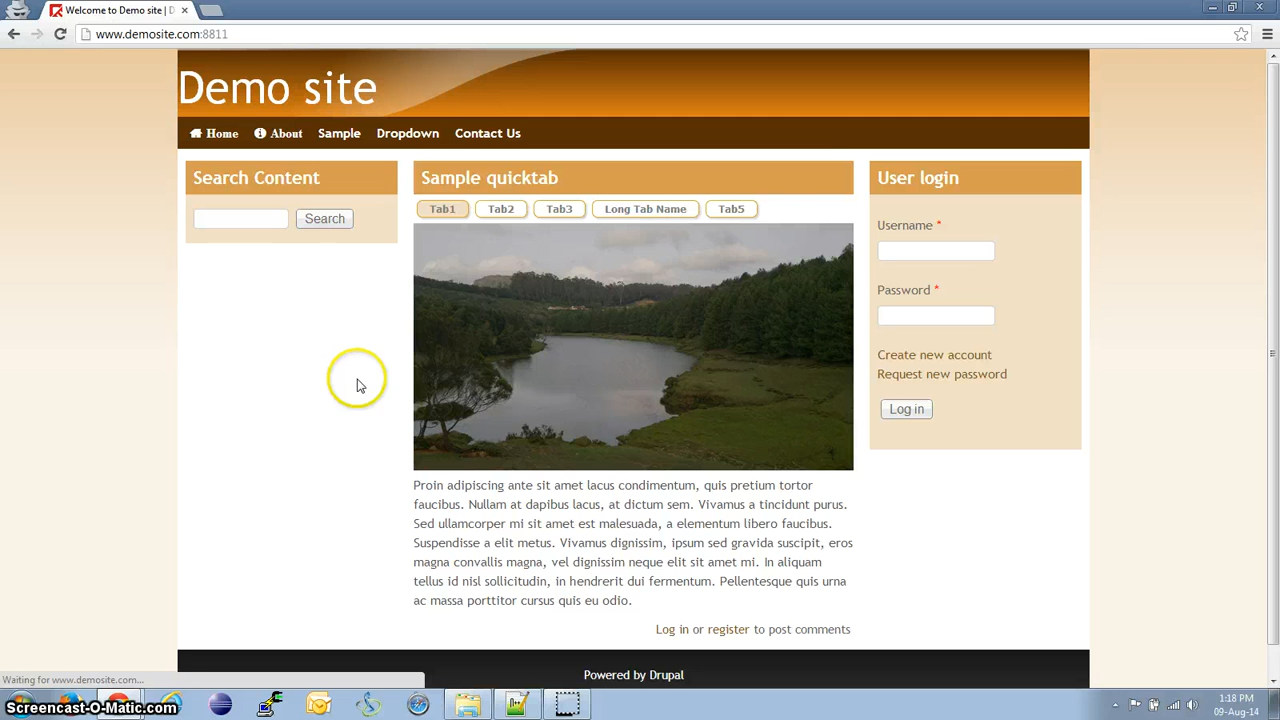 Welcome to Demo site | D
www.demosite.com:8811
Demo site
Home About Sample Dropdown Contact Us
Search Content
Search
Sample quicktab
Tab1 Tab2 Tab3 Long Tab Name Tab5
Proin adipiscing ante sit amet lacus condimentum, quis pretium tortor
faucibus. Nullam at dapibus lacus, at dictum sem. Vivamus a tincidunt purus.
Sed ullamcorper mi sit amet est malesuada, a elementum libero faucibus.
Suspendisse a elit metus. Vivamus dignissim, ipsum sed gravida suscipit, eros
magna convallis magna, vel dignissim neque elit sit amet mi. In aliquam
tellus id nisl sollicitudin, in hendrerit dui fermentum. Pellentesque quis urna
ac massa porttitor cursus quis eu odio.
Log in or register to post comments
User login
Username *
Password *
Create new account
Request new password
Log in
Powered by Drupal
Waiting for www.demosite.com...
Screencast-O-Matic.com
1:18 PM
09-Aug-14